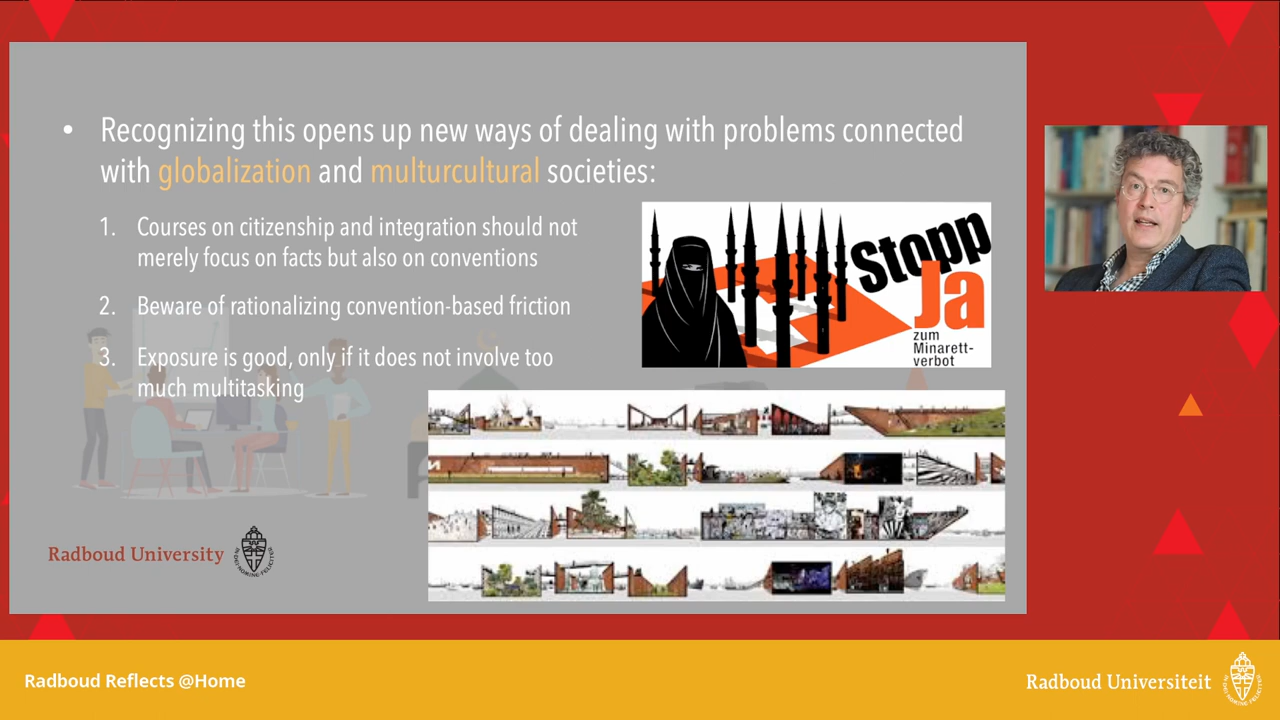 • Recognizing this opens up new ways of dealing with problems connected
with globalization and multurcultural societies:
1. Courses on citizenship and integration should not
merely focus on facts but also on conventions
2. Beware of rationalizing convention-based friction
3. Exposure is good, only if it does not involve too
much multitasking
Stopp
Ja
zum
Minarett-
verbot
Radboud University
Radboud Reflects @Home
Radboud Universiteit